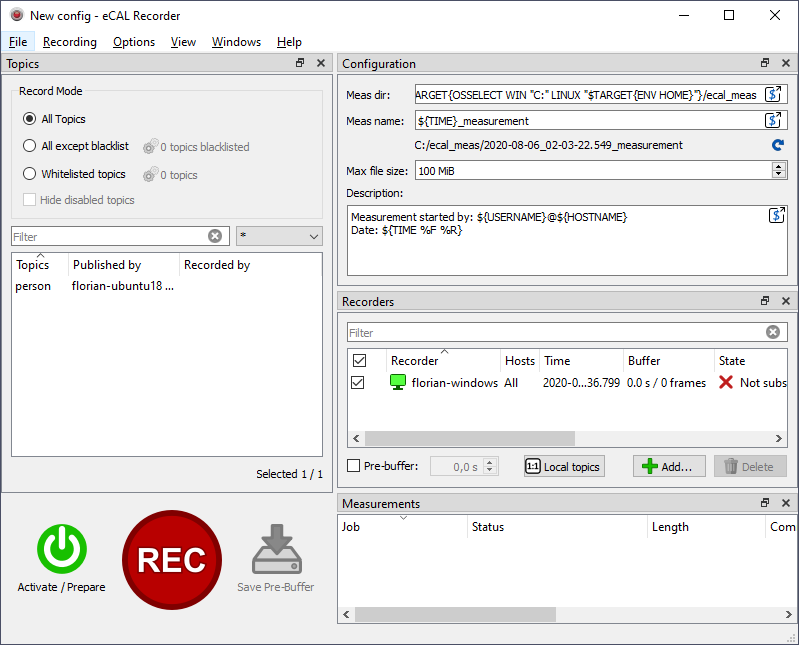 New config - eCAL Recorder
File Recording Options View Windows Help
Topics
Record Mode
All Topics
All except blacklist 0 topics blacklisted
Whitelisted topics 0 topics
Hide disabled topics
Filter *
Topics Published by Recorded by
person florian-ubuntu18 ...
Selected 1 / 1
Activate / Prepare
REC
Save Pre-Buffer
Configuration
Meas dir: ARGET{OSSELECT WIN "C:" LINUX "$TARGET{ENV HOME}"}/ecal_meas
Meas name: ${TIME}_measurement
C:/ecal_meas/2020-08-06_02-03-22.549_measurement
Max file size: 100 MiB
Description:
Measurement started by: ${USERNAME}@${HOSTNAME}
Date: ${TIME %F %R}
Recorders
Filter
Recorder Hosts Time Buffer State
florian-windows All 2020-0...36.799 0.0 s / 0 frames Not subs
Pre-buffer: 0,0 s 1:1 Local topics Add... Delete
Measurements
Job Status Length Com